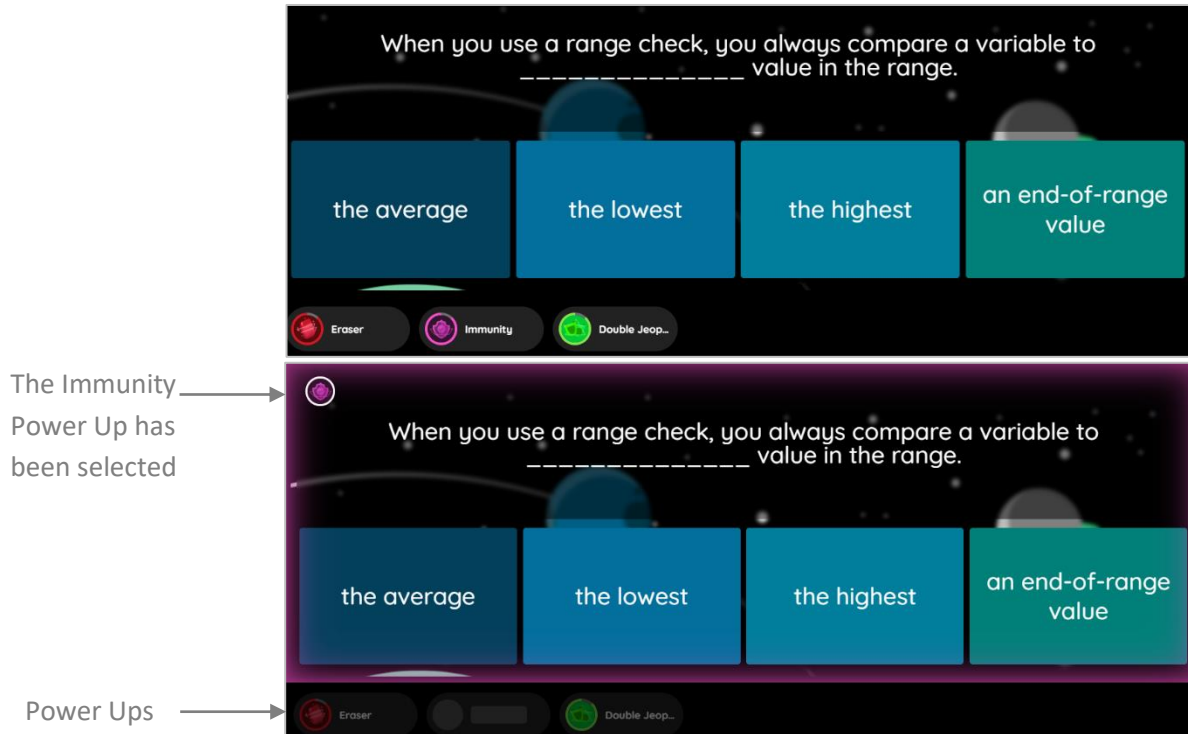 When you use a range check, you always compare a variable to
______________ value in the range.
the average
the lowest
the highest
an end-of-range
value
Eraser
Immunity
Double Jeop...
The Immunity
Power Up has
been selected
When you use a range check, you always compare a variable to
______________ value in the range.
the average
the lowest
the highest
an end-of-range
value
Power Ups
Eraser
Double Jeop...